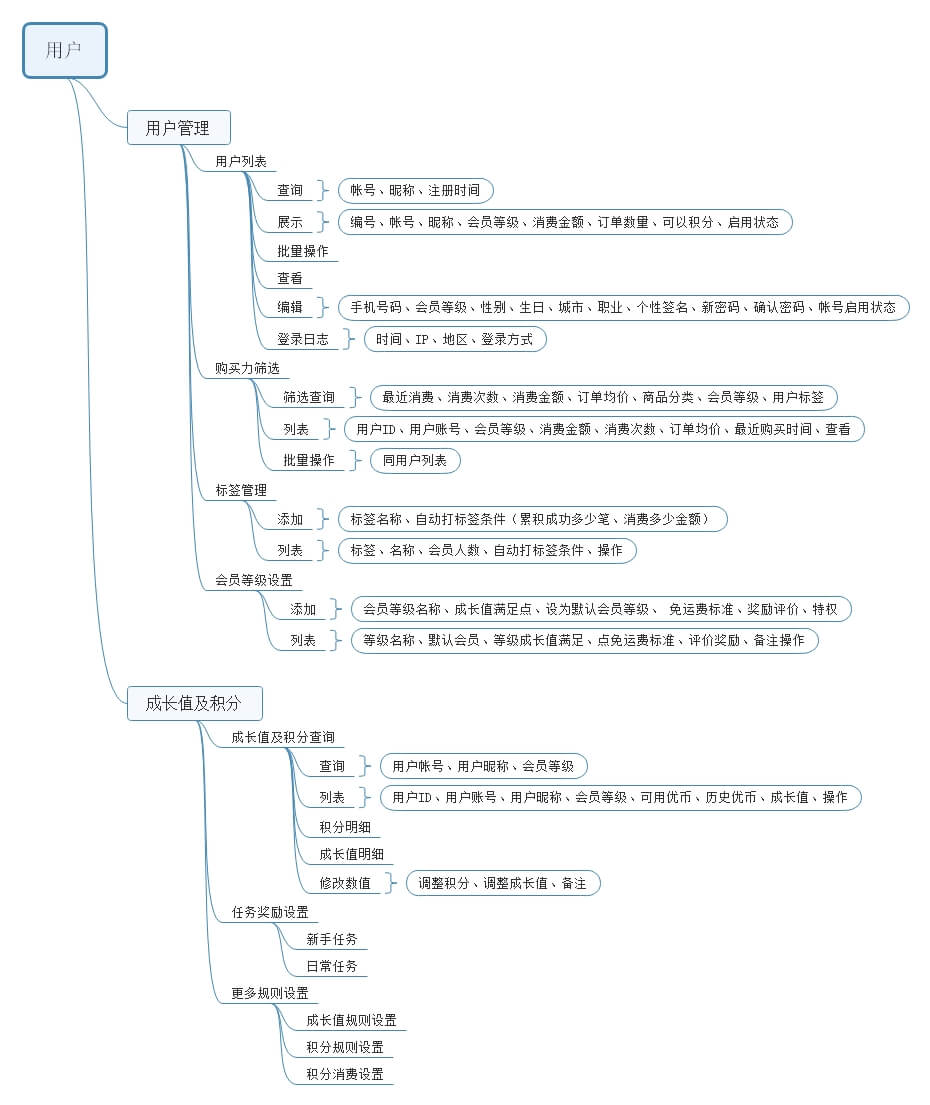 用户
用户管理
用户列表
查询 帐号、昵称、注册时间
展示 编号、帐号、昵称、会员等级、消费金额、订单数量、可以积分、启用状态
批量操作
查看
编辑 手机号码、会员等级、性别、生日、城市、职业、个性签名、新密码、确认密码、帐号启用状态
登录日志 时间、IP、地区、登录方式
购买力筛选
筛选查询 最近消费、消费次数、消费金额、订单均价、商品分类、会员等级、用户标签
列表 用户ID、用户账号、会员等级、消费金额、消费次数、订单均价、最近购买时间、查看
批量操作 同用户列表
标签管理
添加 标签名称、自动打标签条件（累积成功多少笔、消费多少金额）
列表 标签、名称、会员人数、自动打标签条件、操作
会员等级设置
添加 会员等级名称、成长值满足点、设为默认会员等级、 免运费标准、奖励评价、特权
列表 等级名称、默认会员、等级成长值满足、点免运费标准、评价奖励、备注操作
成长值及积分
成长值及积分查询
查询 用户帐号、用户昵称、会员等级
列表 用户ID、用户账号、用户昵称、会员等级、可用优币、历史优币、成长值、操作
积分明细
成长值明细
修改数值 调整积分、调整成长值、备注
任务奖励设置
新手任务
日常任务
更多规则设置
成长值规则设置
积分规则设置
积分消费设置